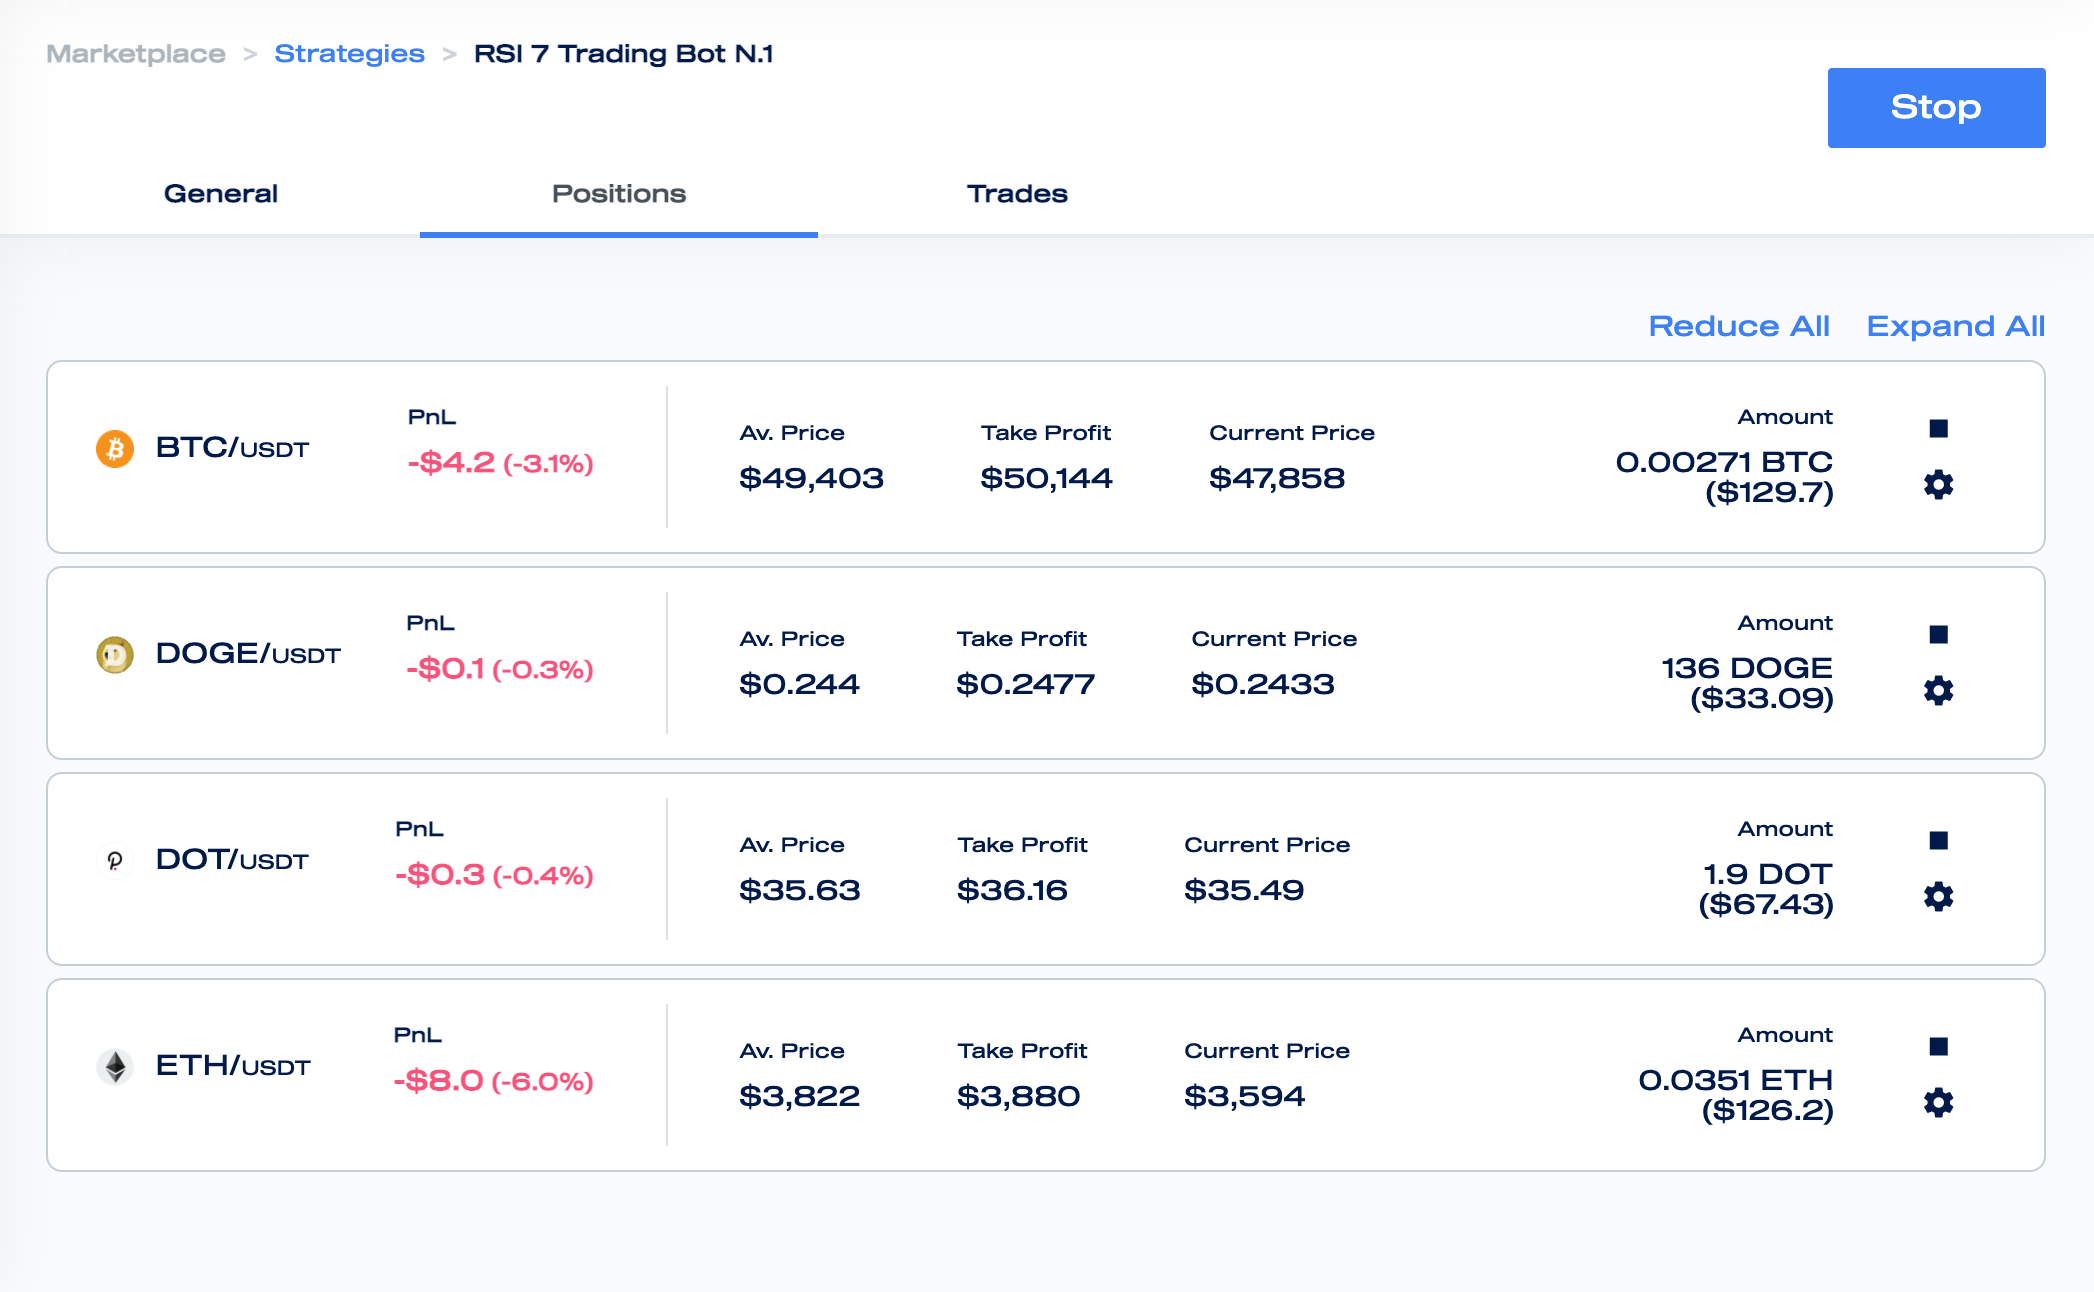 Marketplace > Strategies > RSI 7 Trading Bot N.1
Stop
General Positions Trades
Reduce All Expand All
BTC/USDT
PnL
-$4.2 (-3.1%)
Av. Price Take Profit Current Price
$49,403 $50,144 $47,858
Amount
0.00271 BTC
($129.7)
DOGE/USDT
PnL
-$0.1 (-0.3%)
Av. Price Take Profit Current Price
$0.244 $0.2477 $0.2433
Amount
136 DOGE
($33.09)
DOT/USDT
PnL
-$0.3 (-0.4%)
Av. Price Take Profit Current Price
$35.63 $36.16 $35.49
Amount
1.9 DOT
($67.43)
ETH/USDT
PnL
-$8.0 (-6.0%)
Av. Price Take Profit Current Price
$3,822 $3,880 $3,594
Amount
0.0351 ETH
($126.2)